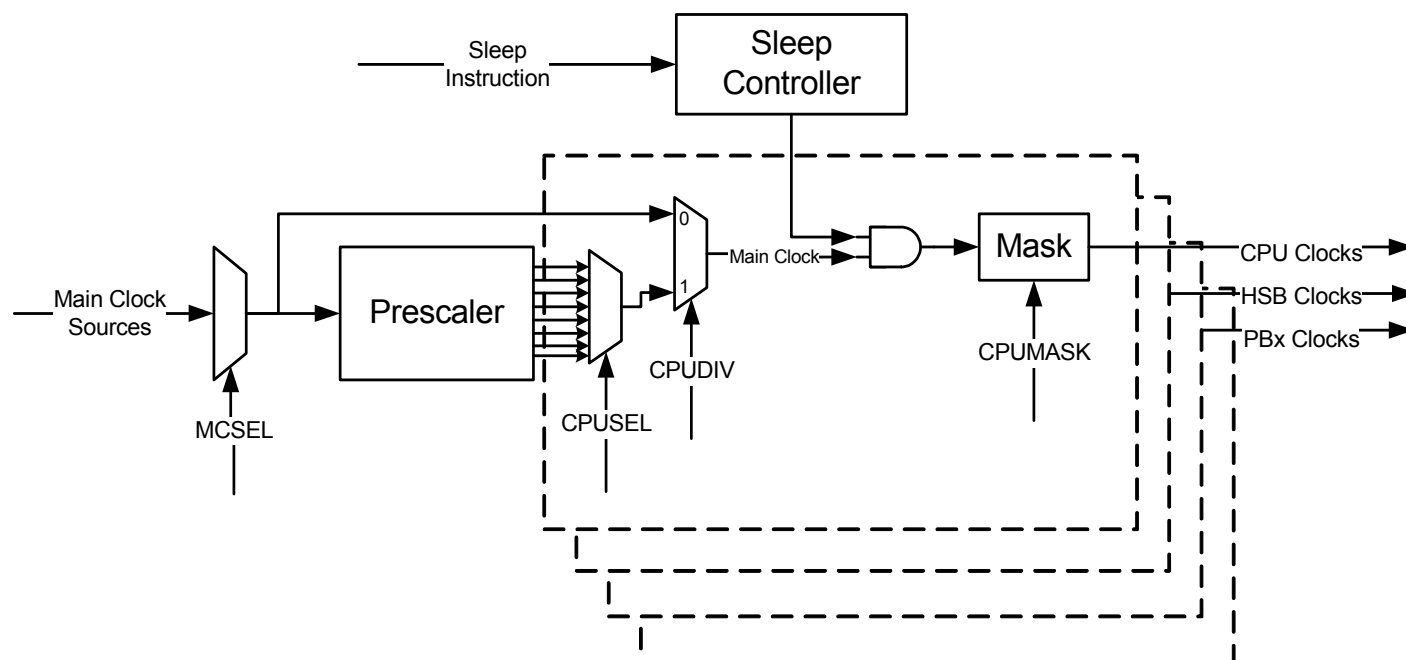 Sleep
Instruction
Sleep
Controller
0
Main Clock
1
Mask
CPU Clocks
Main Clock
Sources
Prescaler
HSB Clocks
PBx Clocks
CPUDIV
CPUMASK
MCSEL
CPUSEL